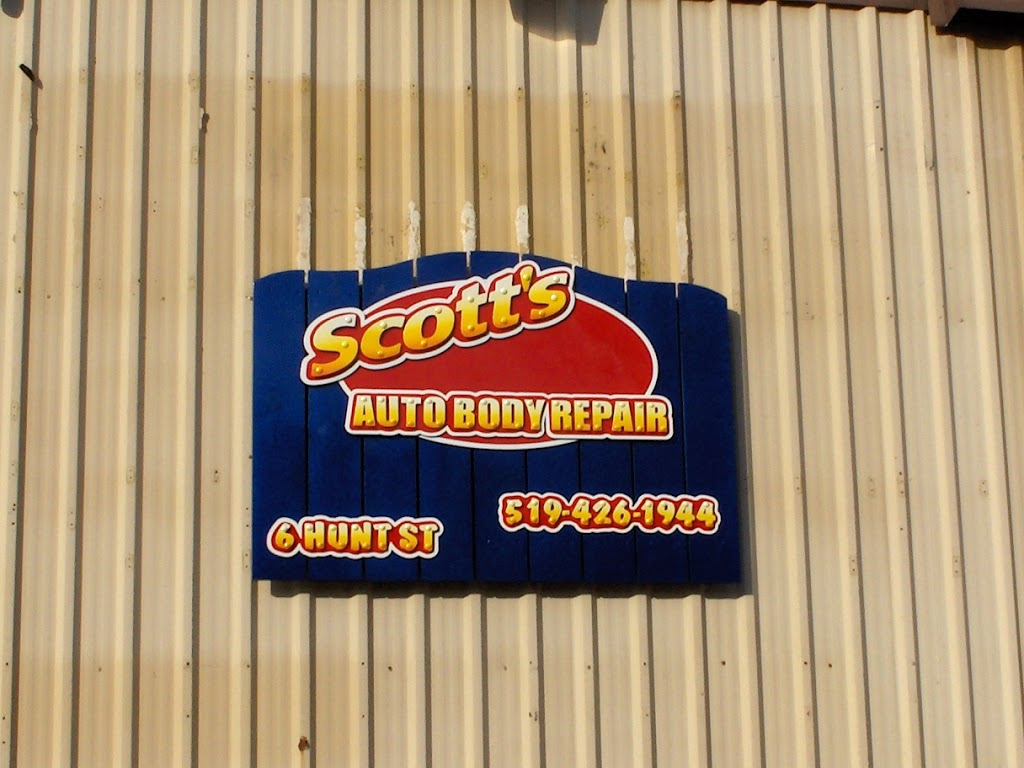 Scott's
AUTO BODY REPAIR
519-426-1944
6 HUNT ST